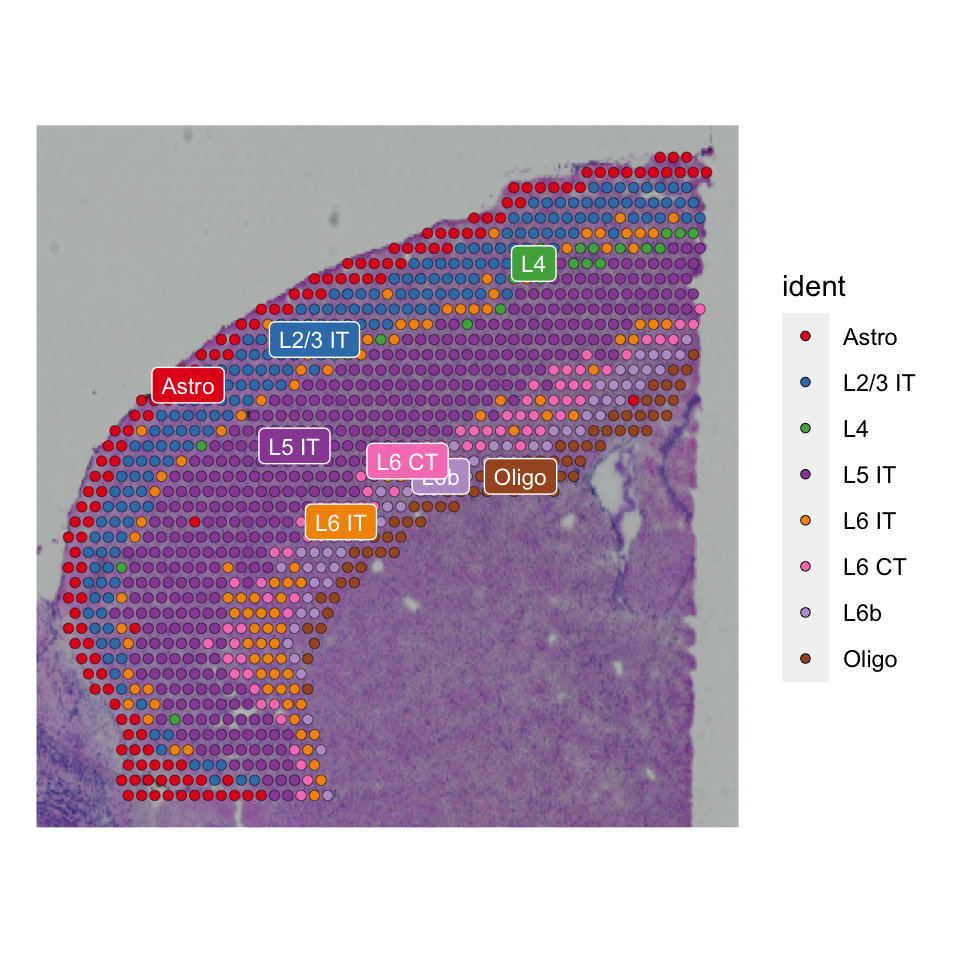 L4
L2/3 IT
Astro
L5 IT
L6 CT
L6b
Oligo
L6 IT
ident
Astro
L2/3 IT
L4
L5 IT
L6 IT
L6 CT
L6b
Oligo